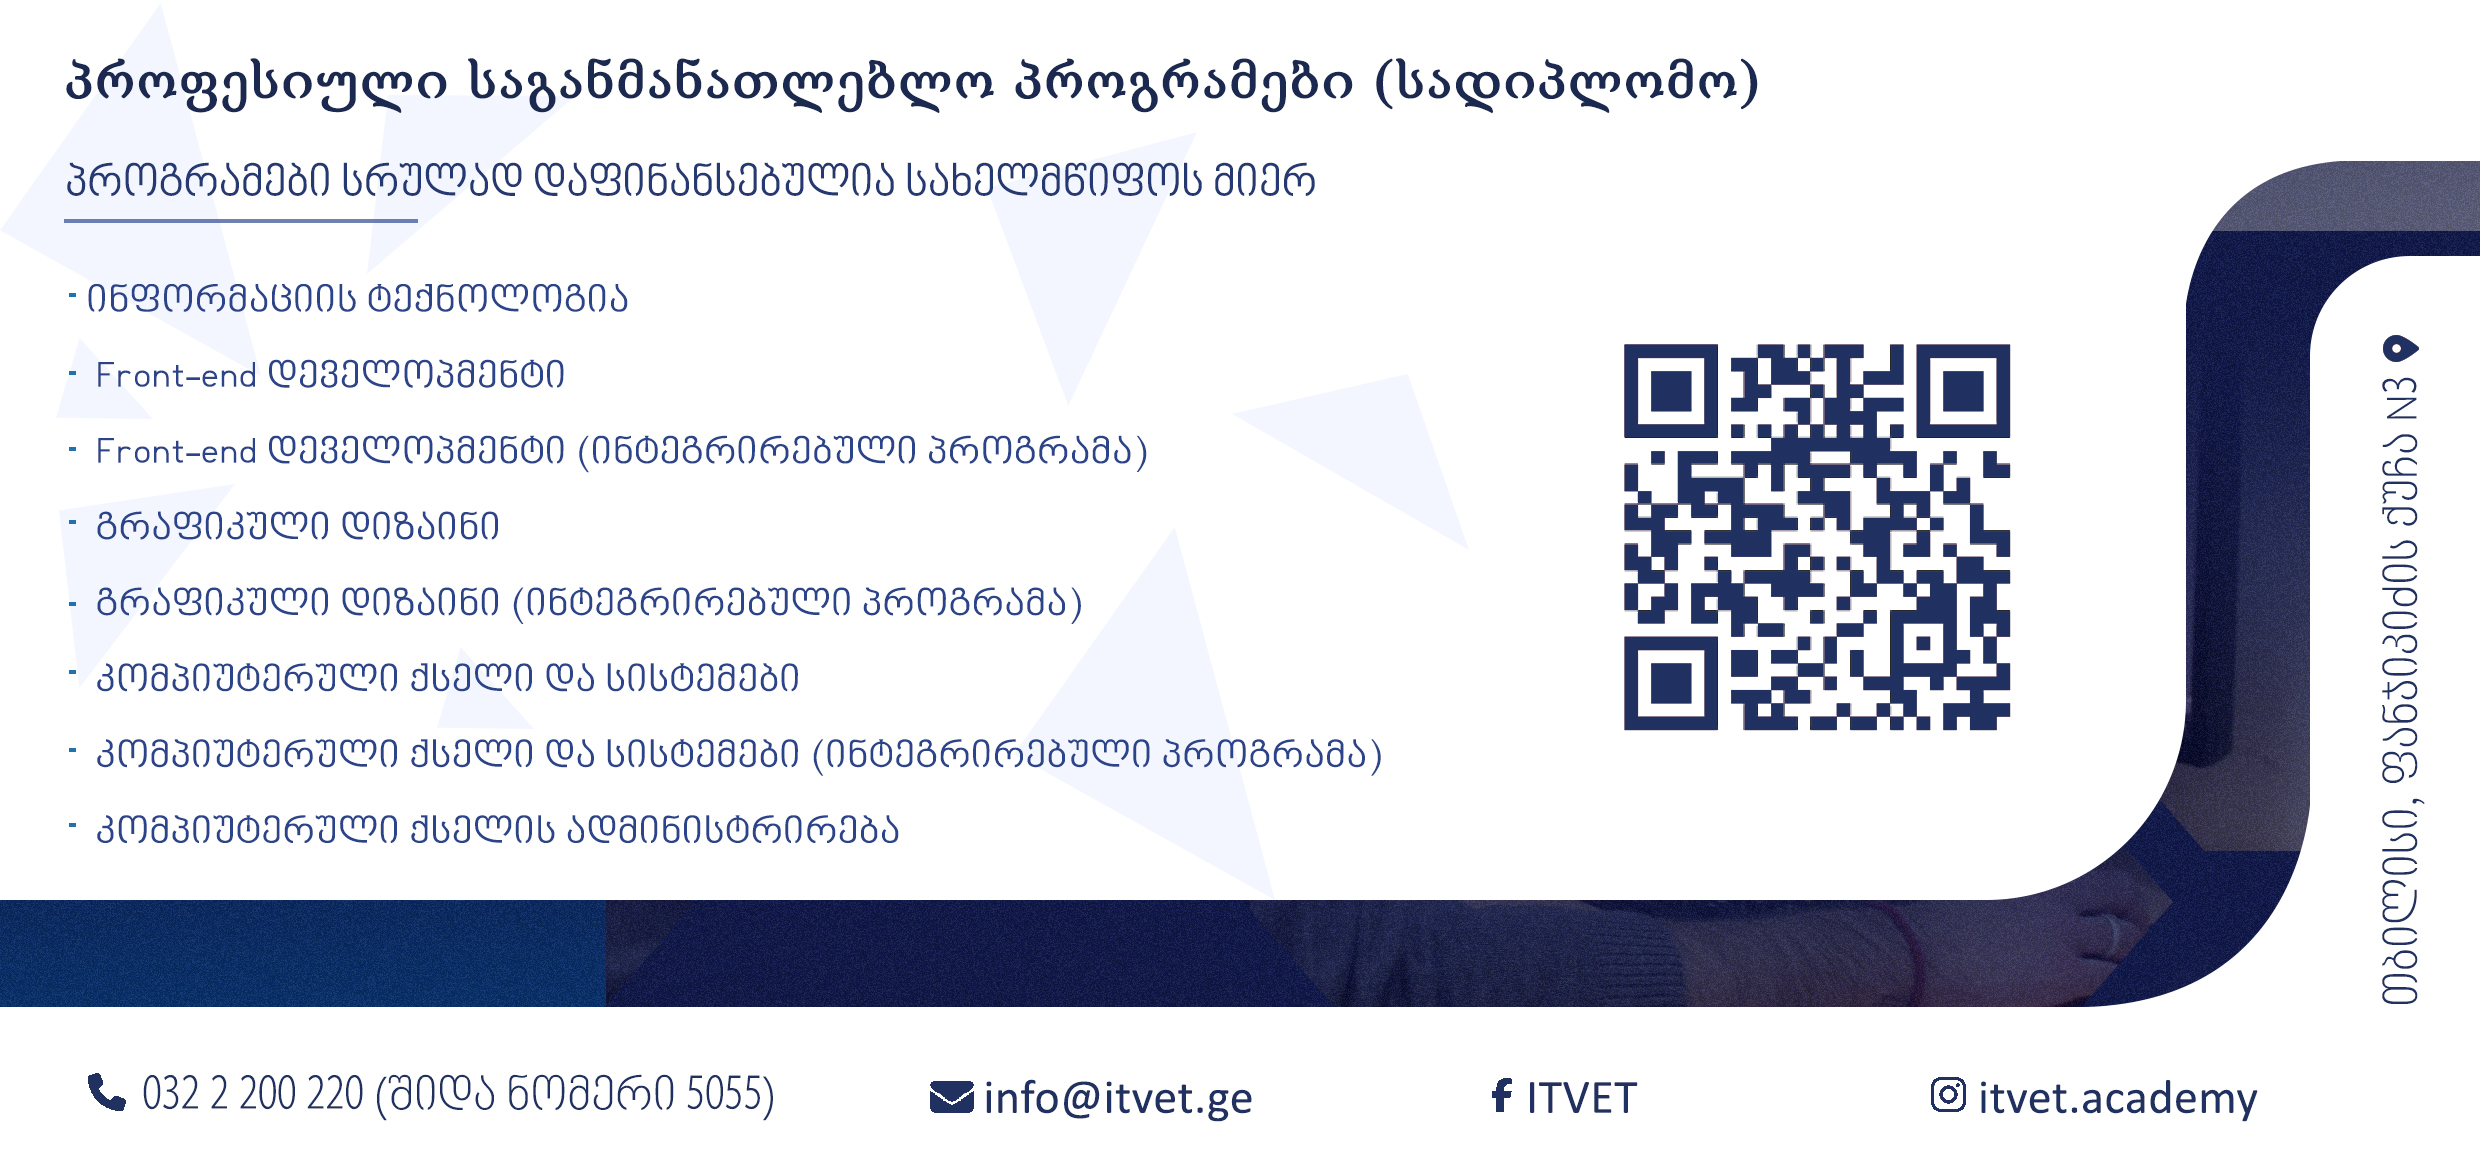 პროფესიული საგანმანათლებლო პროგრამები (სადიპლომო)
პროგრამები სრულად დაფინანსებულია სახელმწიფოს მიერ
- ინფორმაციის ტექნოლოგია
- Front-end დეველოპმენტი
- Front-end დეველოპმენტი (ინტეგრირებული პროგრამა)
- გრაფიკული დიზაინი
- გრაფიკული დიზაინი (ინტეგრირებული პროგრამა)
- კომპიუტერული ქსელი და სისტემები
- კომპიუტერული ქსელი და სისტემები (ინტეგრირებული პროგრამა)
- კომპიუტერული ქსელის ადმინისტრირება
თბილისი, ფანჯიკიძის ქუჩა N3
032 2 200 220 (შიდა ნომერი 5055)
info@itvet.ge
ITVET
itvet.academy